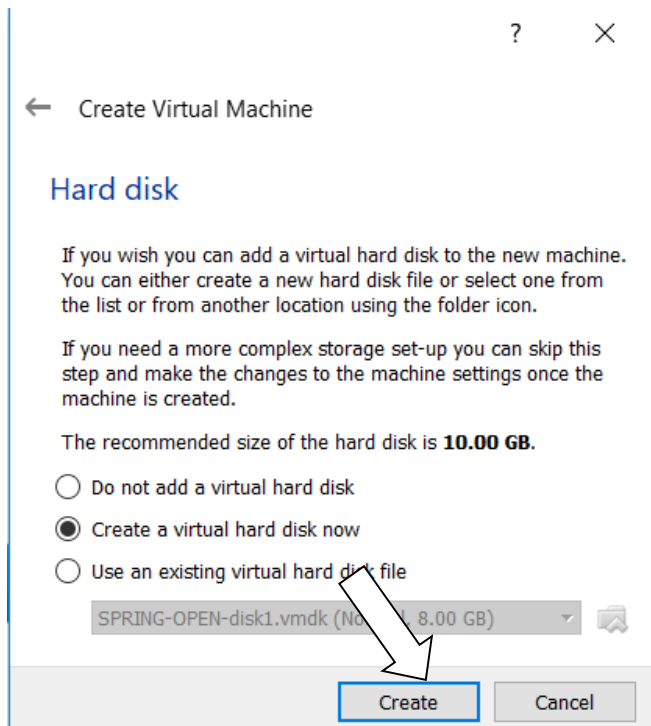 ?
Create Virtual Machine
Hard disk
If you wish you can add a virtual hard disk to the new machine.
You can either create a new hard disk file or select one from
the list or from another location using the folder icon.
If you need a more complex storage set-up you can skip this
step and make the changes to the machine settings once the
machine is created.
The recommended size of the hard disk is 10.00 GB.
Do not add a virtual hard disk
Create a virtual hard disk now
Use an existing virtual hard disk file
SPRING-OPEN-disk1.vmdk 8.00 GB)
Create Cancel